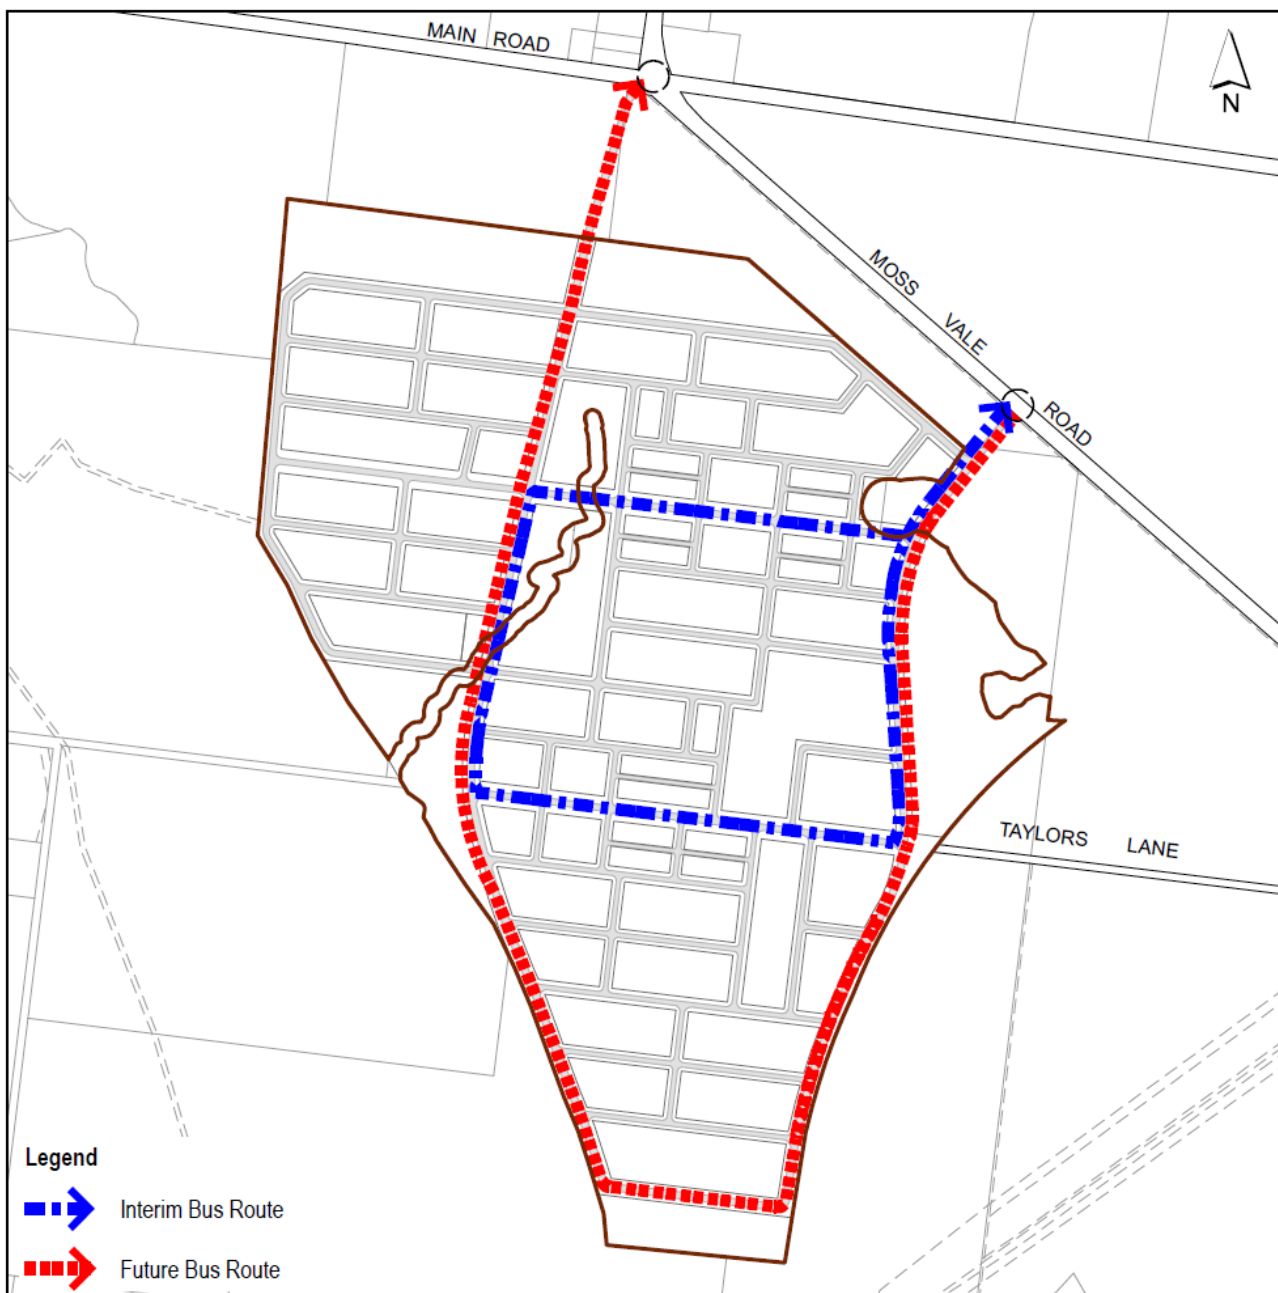 MAIN ROAD
N
MOSS VALE ROAD
TAYLORS LANE
Legend
Interim Bus Route
Future Bus Route